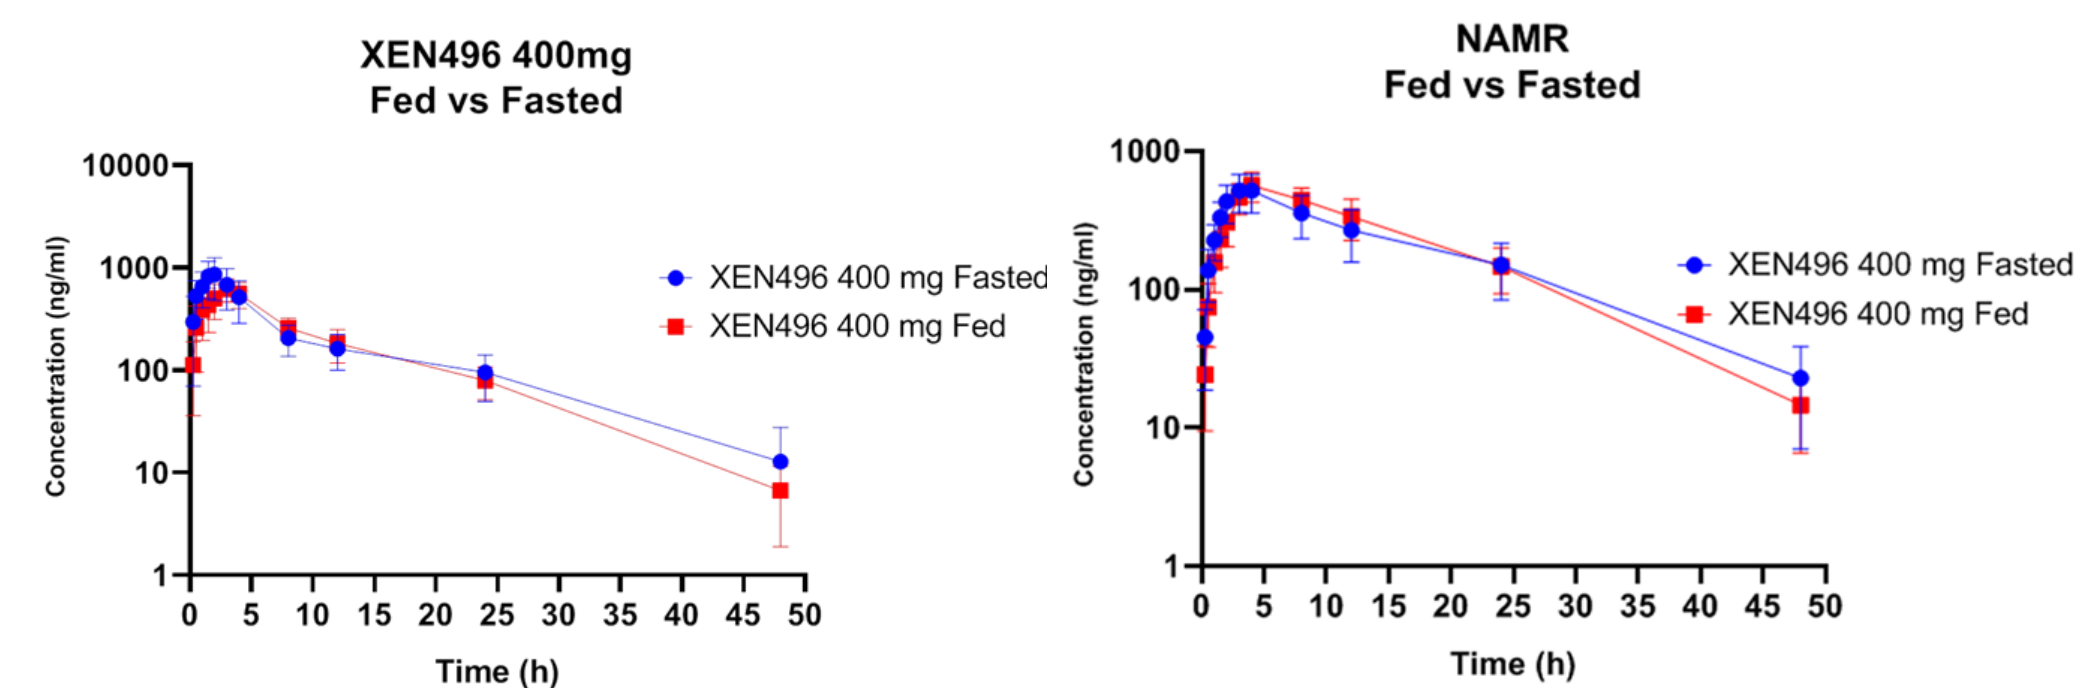 XEN496 400mg
Fed vs Fasted
10000
1000
100
10
1
0 5 10 15 20 25 30 35 40 45 50
Concentration (ng/ml)
Time (h)
XEN496 400 mg Fasted
XEN496 400 mg Fed
NAMR
Fed vs Fasted
1000
100
10
1
0 5 10 15 20 25 30 35 40 45 50
Concentration (ng/ml)
Time (h)
XEN496 400 mg Fasted
XEN496 400 mg Fed